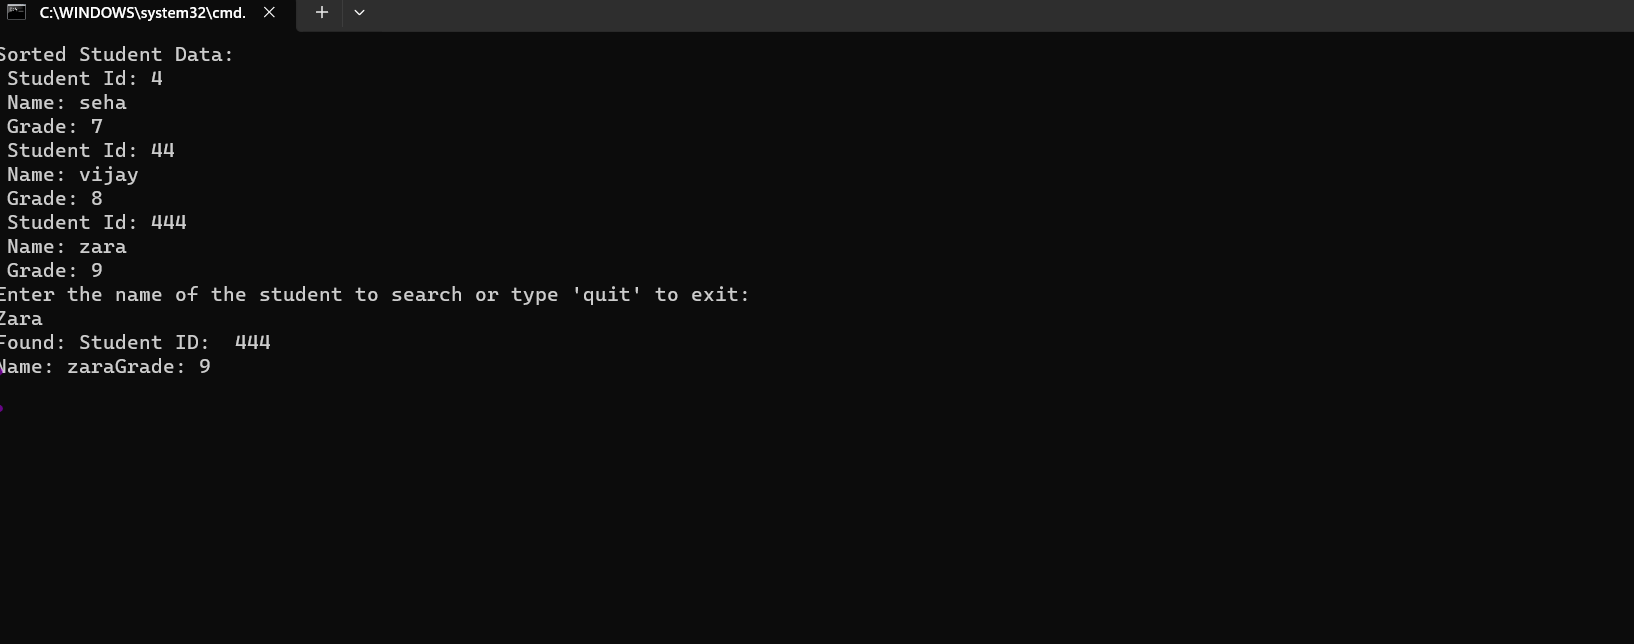 C:\WINDOWS\system32\cmd.
Sorted Student Data:
Student Id: 4
Name: seha
Grade: 7
Student Id: 44
Name: vijay
Grade: 8
Student Id: 444
Name: zara
Grade: 9
Enter the name of the student to search or type 'quit' to exit:
Zara
Found: Student ID:  444
Name: zaraGrade: 9